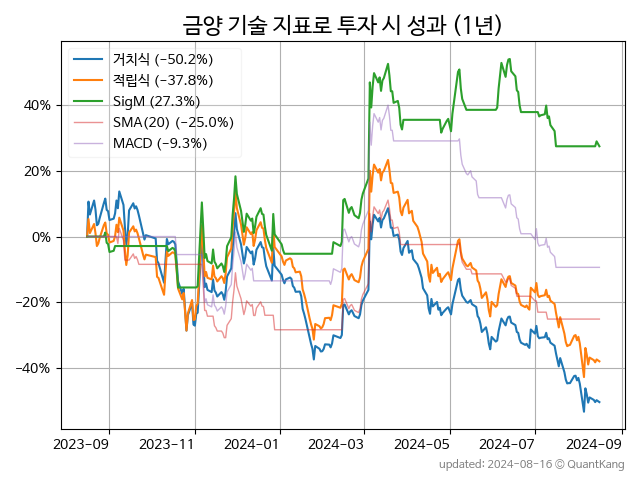 금양 기술 지표로 투자 시 성과 (1년)
거치식 (−50.2%)
적립식 (−37.8%)
SigM (27.3%)
SMA(20) (−25.0%)
MACD (−9.3%)
40%
20%
0%
−20%
−40%
2023−09 2023−11 2024−01 2024−03 2024−05 2024−07 2024−09
updated: 2024−08−16 ⓒ QuantKang